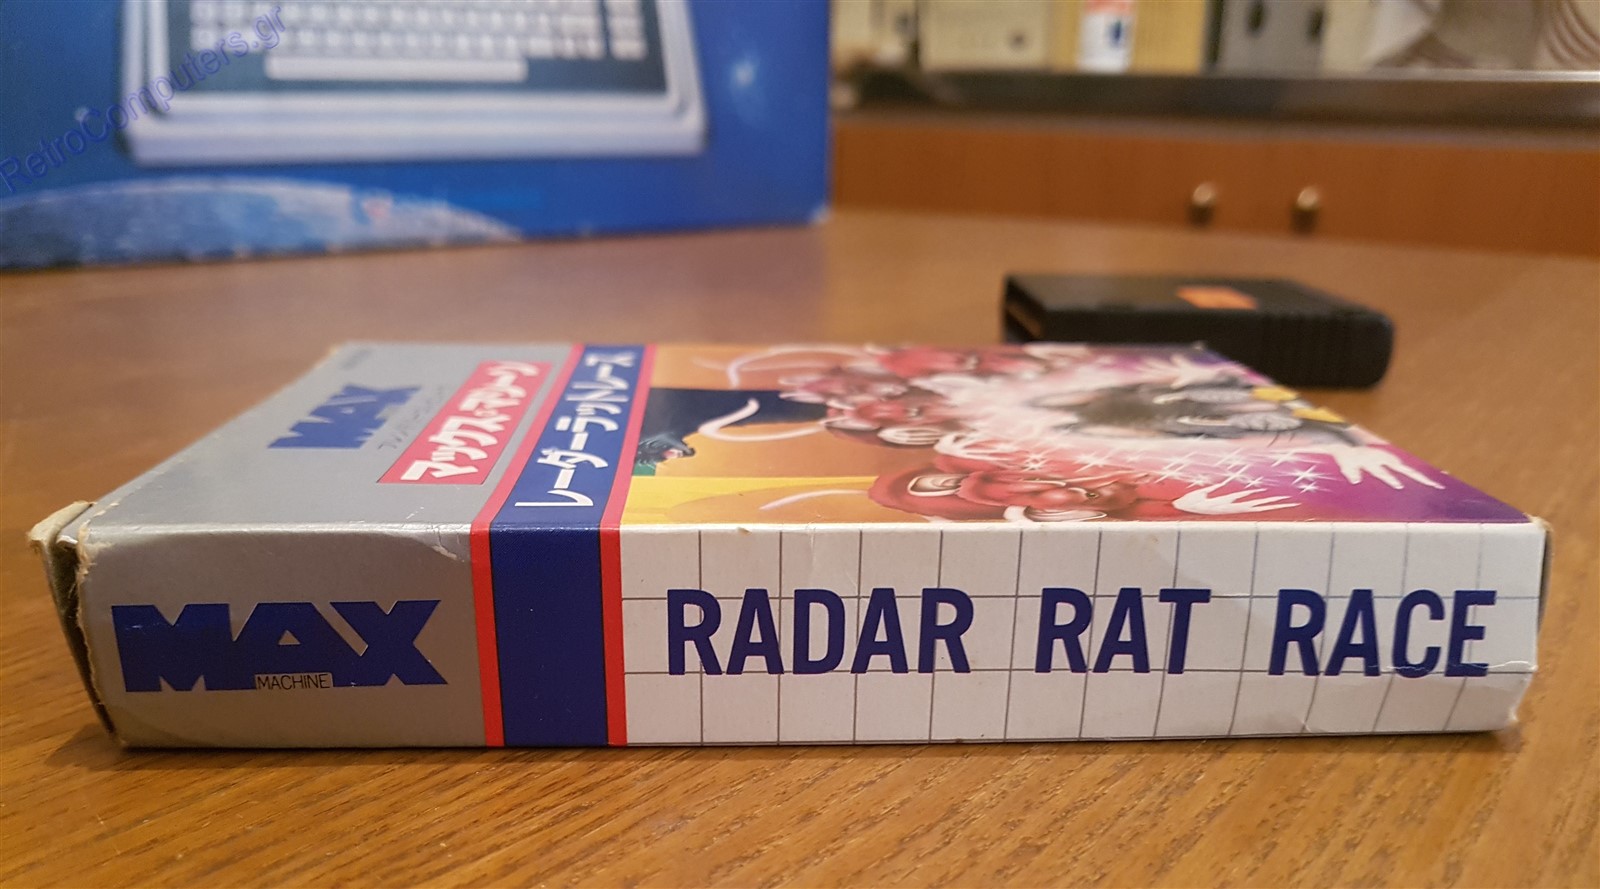 RetroComputers.gr
MAX
マックス・マシーン
レーダーラットレース
MAX
MACHINE
RADAR RAT RACE